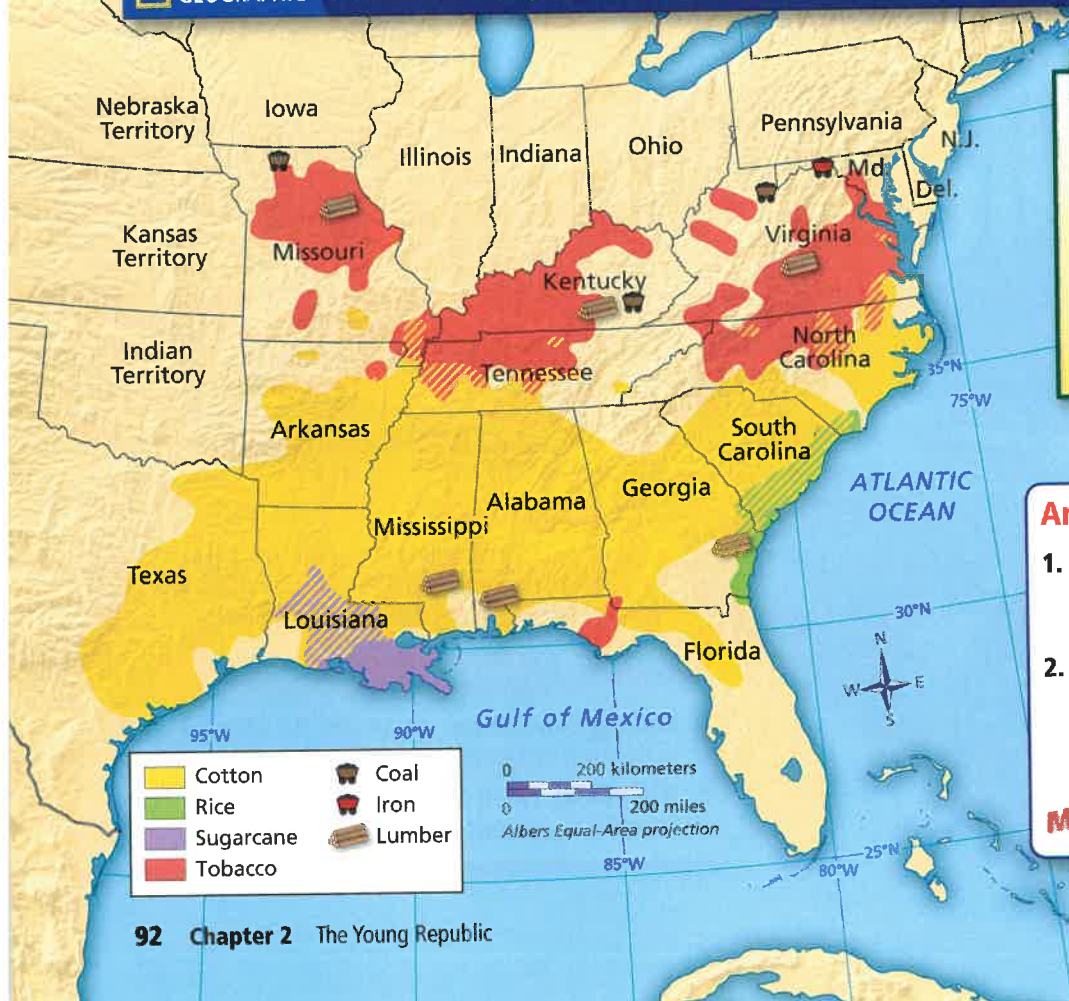 GEOGRAPHIC
Nebraska
Territory
Iowa
Illinois
Indiana
Ohio
Pennsylvania
N.J.
Md
Del.
Kansas
Territory
Missouri
Kentucky
Virginia
Indian
Territory
Tennessee
North
Carolina
35°N
75°W
Arkansas
South
Carolina
ATLANTIC
OCEAN
Mississippi
Alabama
Georgia
Texas
Louisiana
Florida
30°N
N
W
E
S
95°W
90°W
Gulf of Mexico
Cotton
Rice
Sugarcane
Tobacco
Coal
Iron
Lumber
0
200 kilometers
0
200 miles
Albers Equal-Area projection
85°W
80°W
25°N
1.
2.
92 Chapter 2 The Young Republic